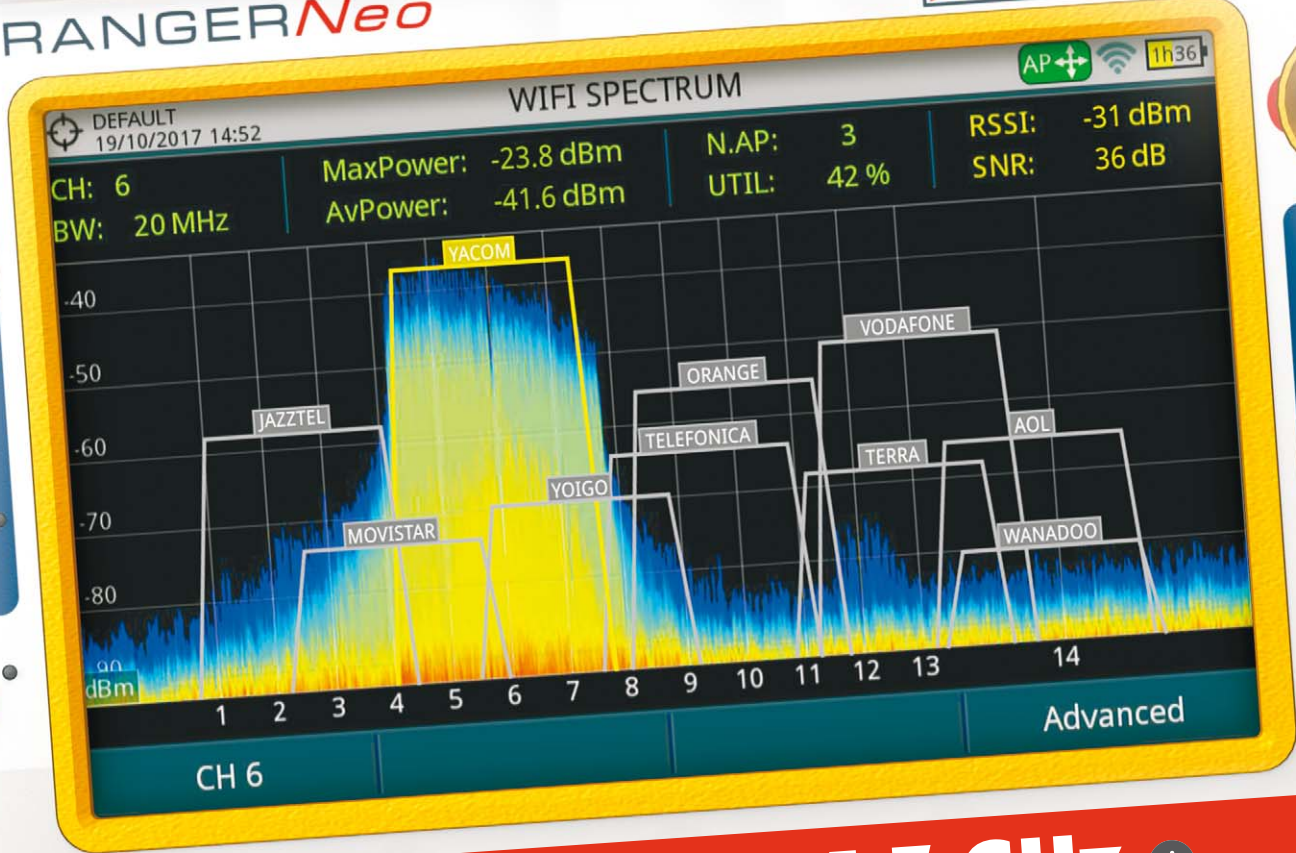 RANGERNeo
DEFAULT
19/10/2017 14:52
WIFI SPECTRUM
AP
1h36
CH: 6
BW: 20 MHz
MaxPower: -23.8 dBm
AvPower: -41.6 dBm
N.AP: 3
UTIL: 42 %
RSSI: -31 dBm
SNR: 36 dB
-40
-50
-60
-70
-80
-90
dBm
YACOM
VODAFONE
ORANGE
JAZZTEL
TELEFONICA
AOL
TERRA
YOIGO
MOVISTAR
WANADOO
1 2 3 4 5 6 7 8 9 10 11 12 13 14
CH 6
Advanced